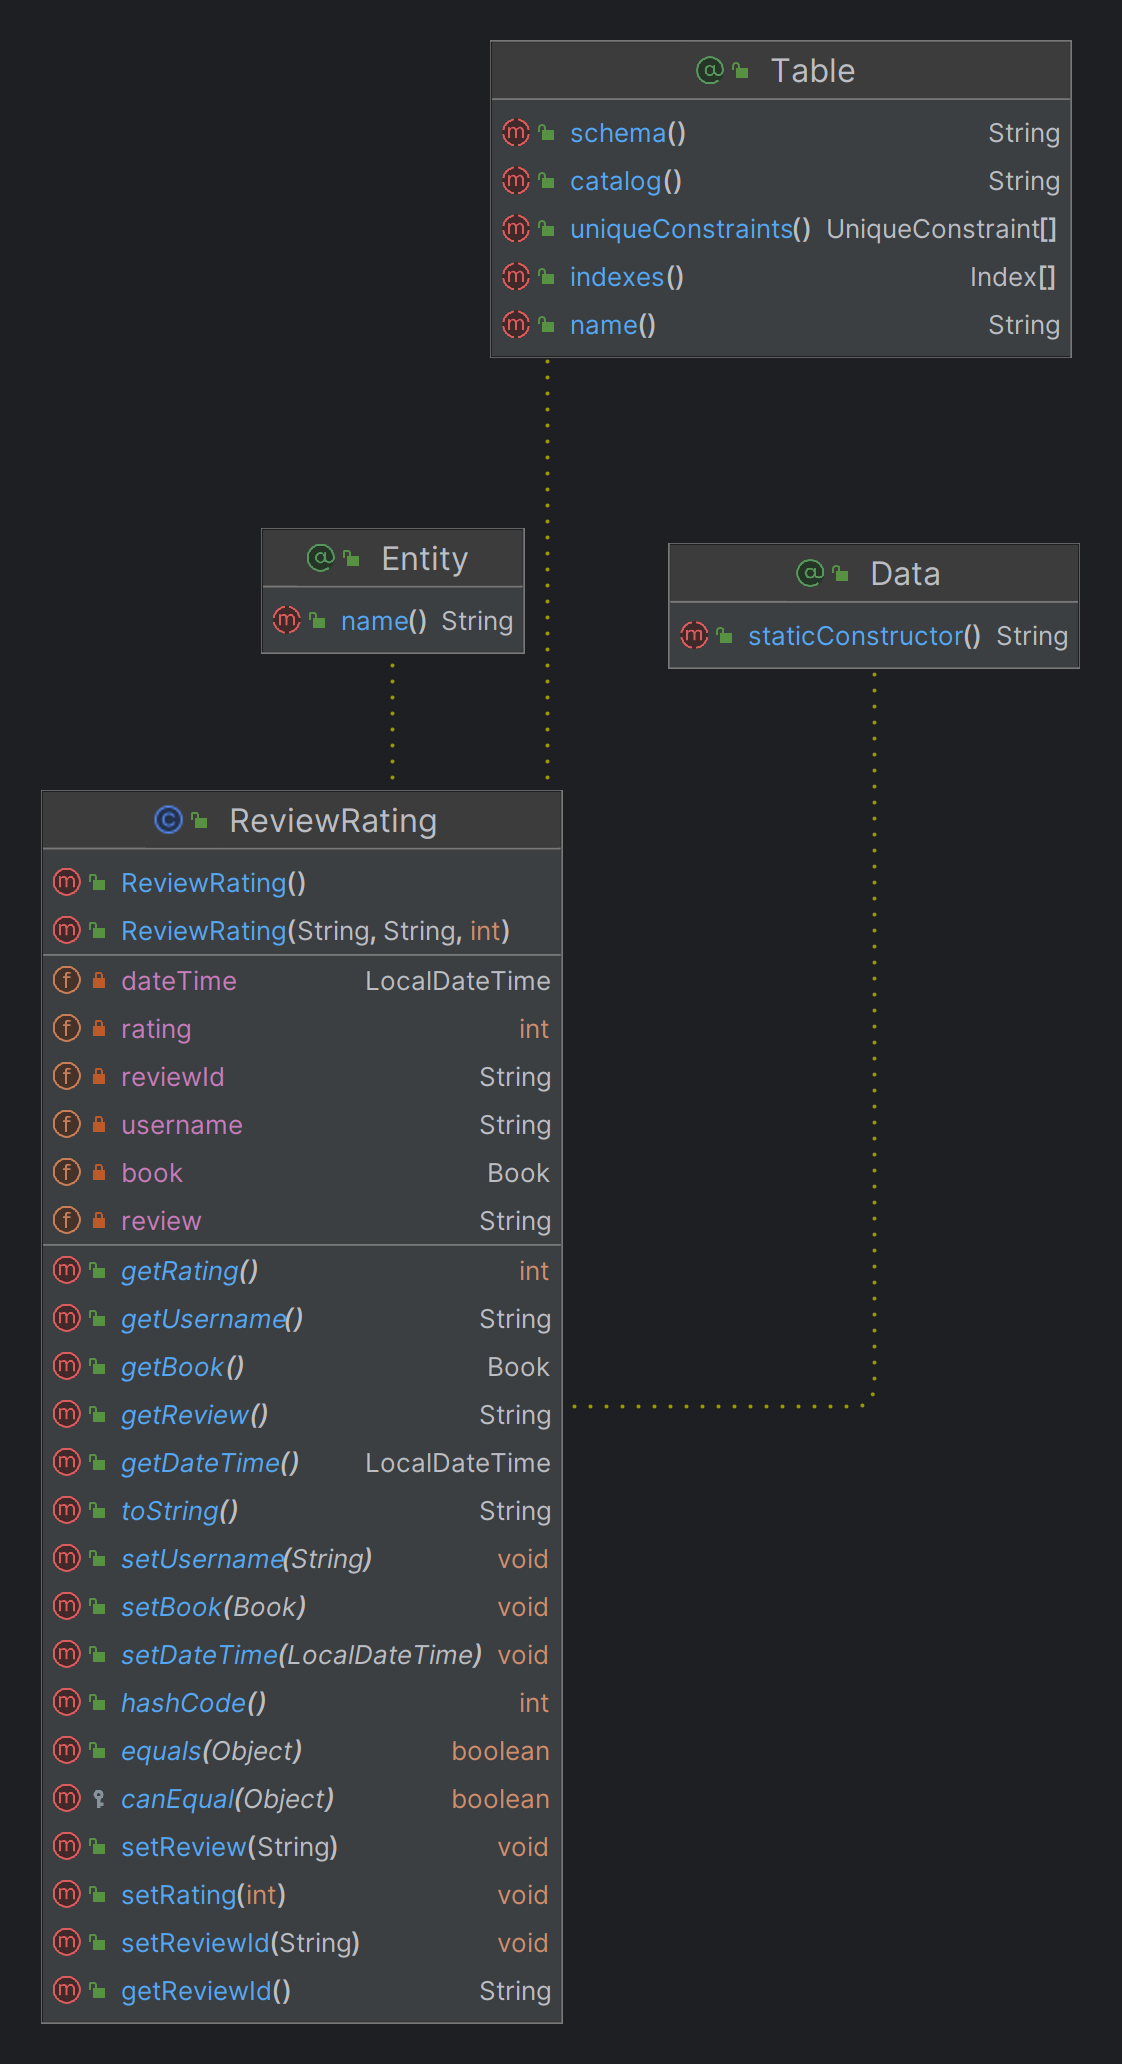 Table
schema() String
catalog() String
uniqueConstraints() UniqueConstraint[]
indexes() Index[]
name() String
Entity
name() String
Data
staticConstructor() String
ReviewRating
ReviewRating()
ReviewRating(String, String, int)
dateTime LocalDateTime
rating int
reviewId String
username String
book Book
review String
getRating() int
getUsername() String
getBook() Book
getReview() String
getDateTime() LocalDateTime
toString() String
setUsername(String) void
setBook(Book) void
setDateTime(LocalDateTime) void
hashCode() int
equals(Object) boolean
canEqual(Object) boolean
setReview(String) void
setRating(int) void
setReviewId(String) void
getReviewId() String